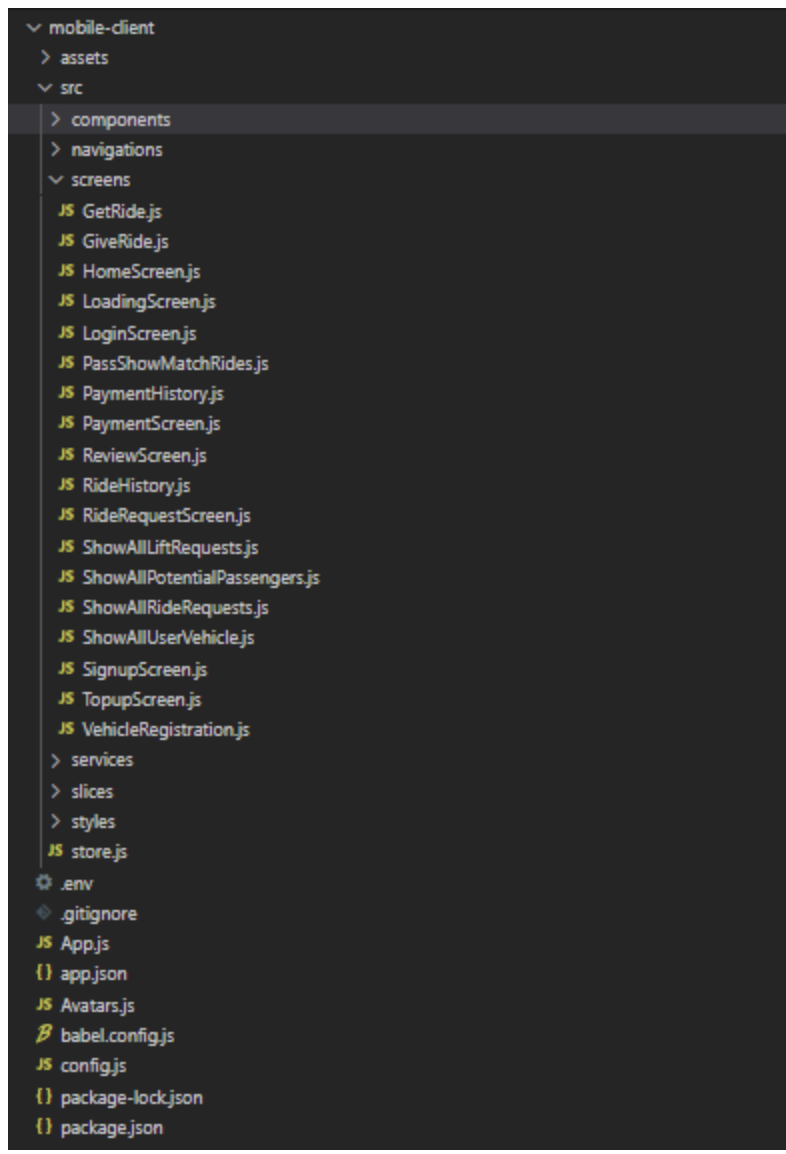 mobile-client
assets
src
components
navigations
screens
JS GetRide.js
JS GiveRide.js
JS HomeScreen.js
JS LoadingScreen.js
JS LoginScreen.js
JS PassShowMatchRides.js
JS PaymentHistory.js
JS PaymentScreen.js
JS ReviewScreen.js
JS RideHistory.js
JS RideRequestScreen.js
JS ShowAllLiftRequests.js
JS ShowAllPotentialPassengers.js
JS ShowAllRideRequests.js
JS ShowAllUserVehicle.js
JS SignupScreen.js
JS TopupScreen.js
JS VehicleRegistration.js
services
slices
styles
JS store.js
.env
.gitignore
JS App.js
{} app.json
JS Avatars.js
B babel.config.js
JS config.js
{} package-lock.json
{} package.json